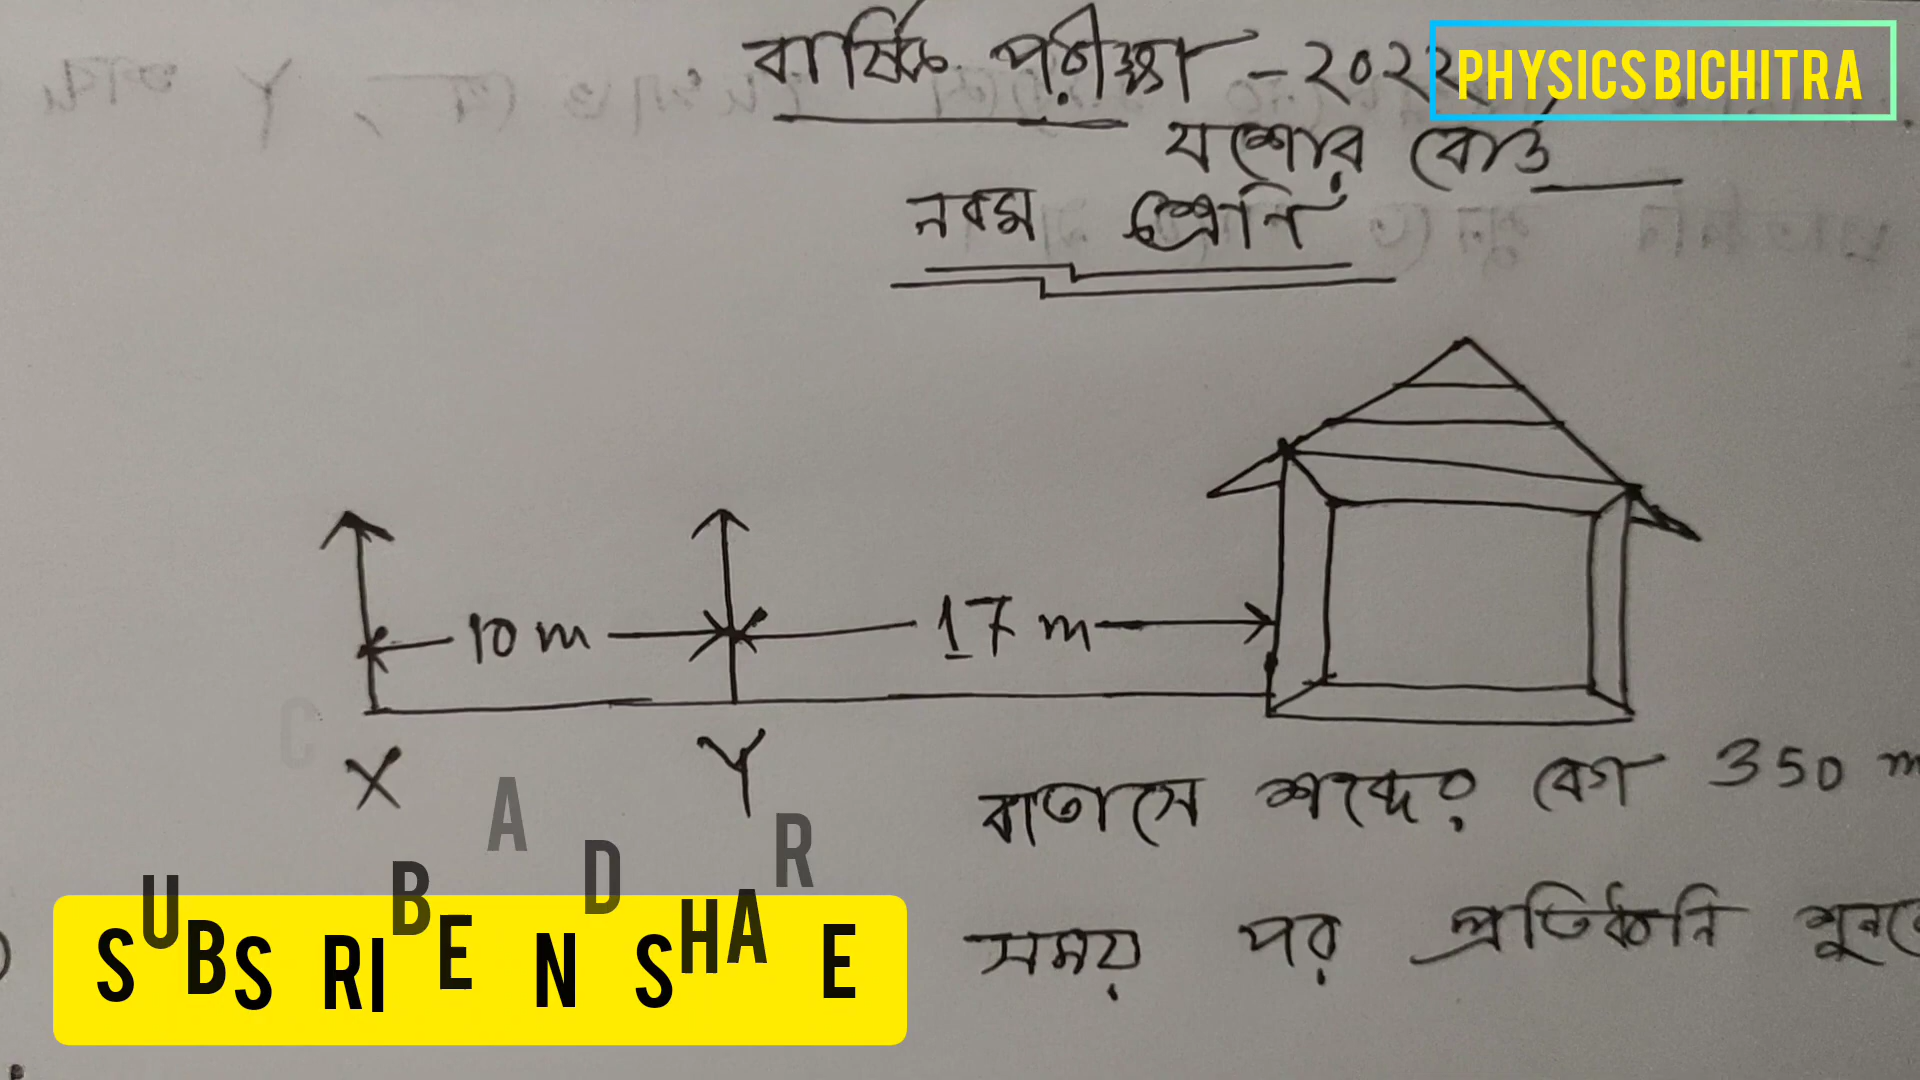 বার্ষিক পরীক্ষা - ২০২২
PHYSICS BICHITRA
যশোর বোর্ড
নবম শ্রেনি
10 m
17 m
X
Y
বাতাসে শব্দের বেগ 350 m
সময় পর প্রতিধ্বনি
SUBSCRIBE AND SHARE